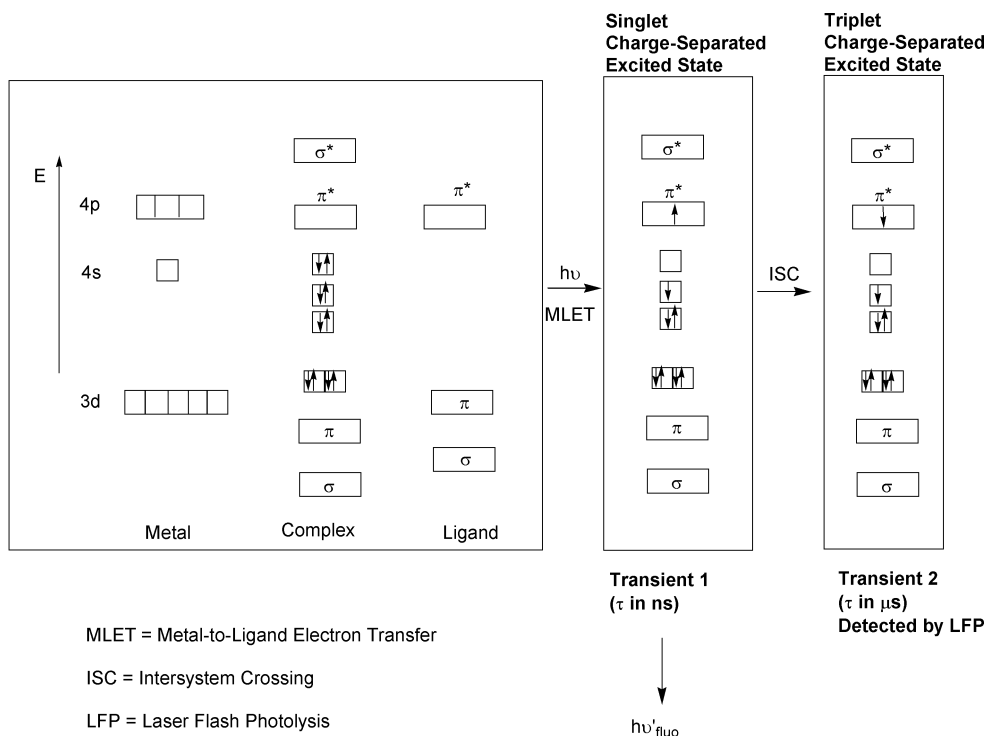 Singlet
Charge-Separated
Excited State
Triplet
Charge-Separated
Excited State
E
4p
4s
3d
σ*
π*
π*
π
σ
π
σ
Metal
Complex
Ligand
hυ
MLET
σ*
π*
π
σ
ISC
σ*
π*
π
σ
Transient 1
(τ in ns)
Transient 2
(τ in μs)
Detected by LFP
MLET = Metal-to-Ligand Electron Transfer
ISC = Intersystem Crossing
LFP = Laser Flash Photolysis
hυ'fluo